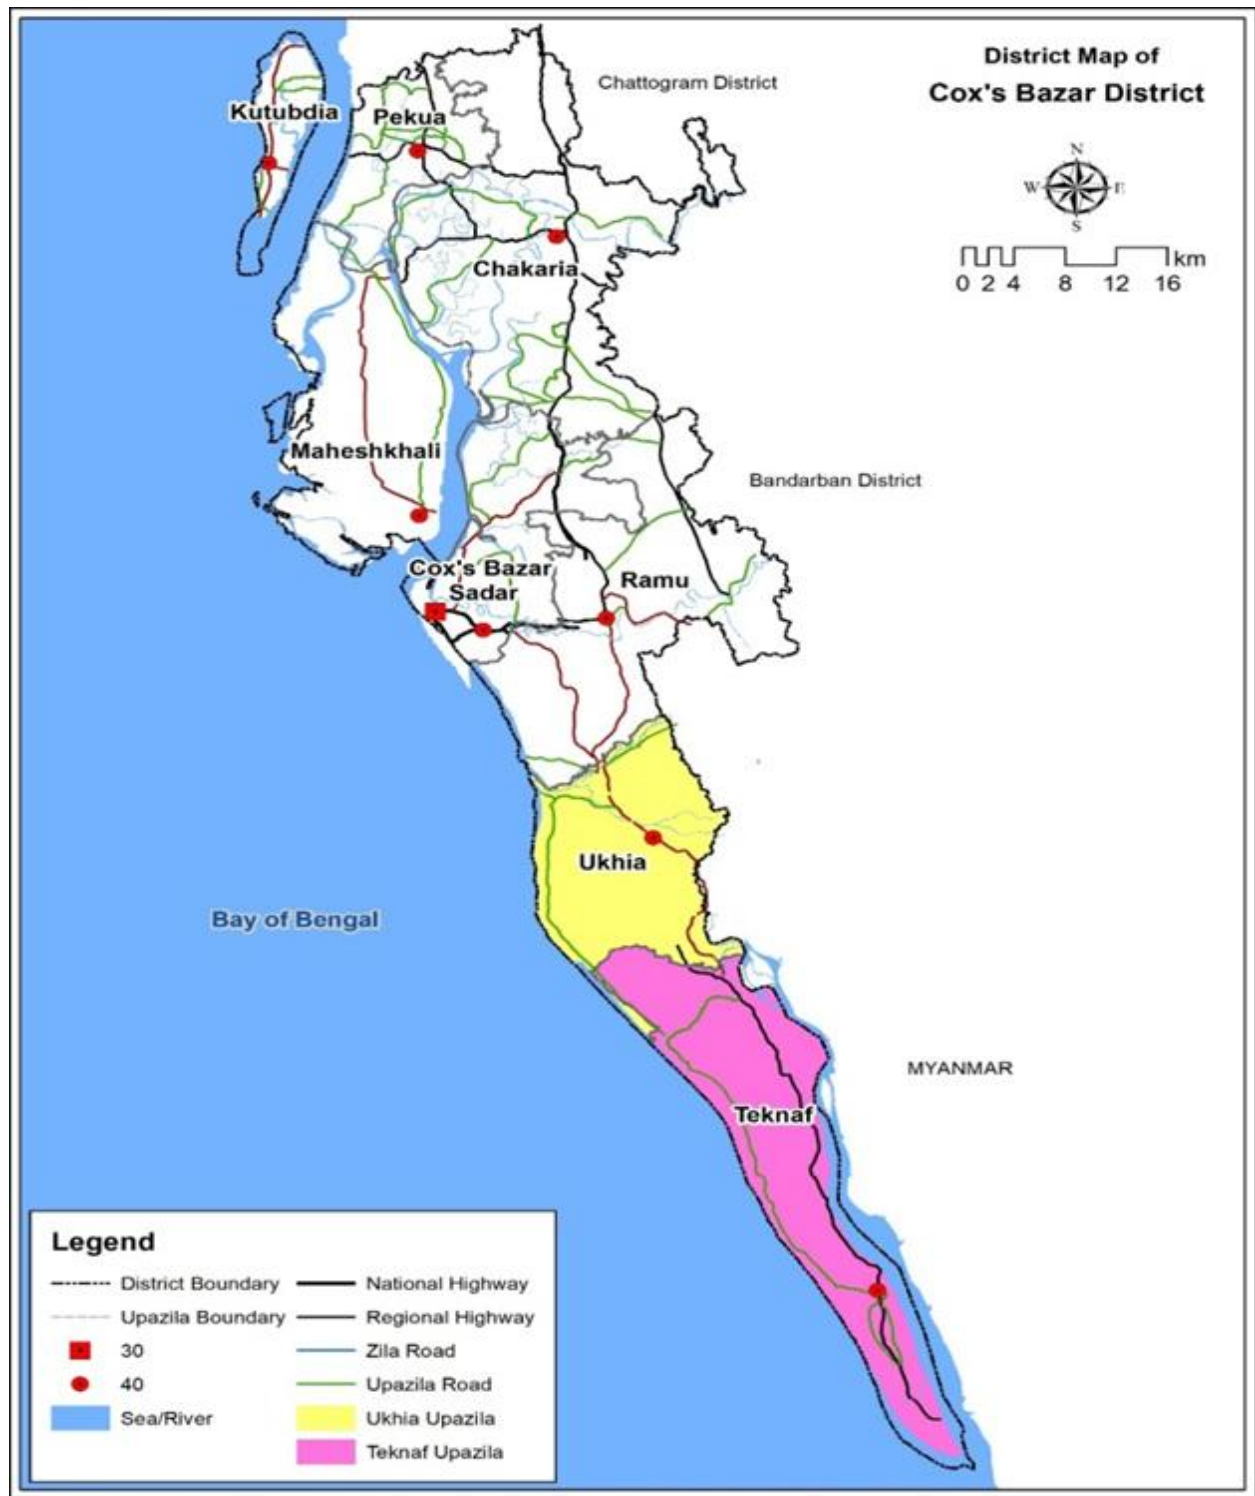 District Map of
Cox's Bazar District
Chattogram District
Kutubdia
Pekua
N
W E
S
km
0 2 4 8 12 16
Chakaria
Maheshkhali
Bandarban District
Cox's Bazar
Sadar
Ramu
Ukhia
Bay of Bengal
MYANMAR
Teknaf
Legend
District Boundary
Upazila Boundary
30
40
Sea/River
National Highway
Regional Highway
Zila Road
Upazila Road
Ukhia Upazila
Teknaf Upazila